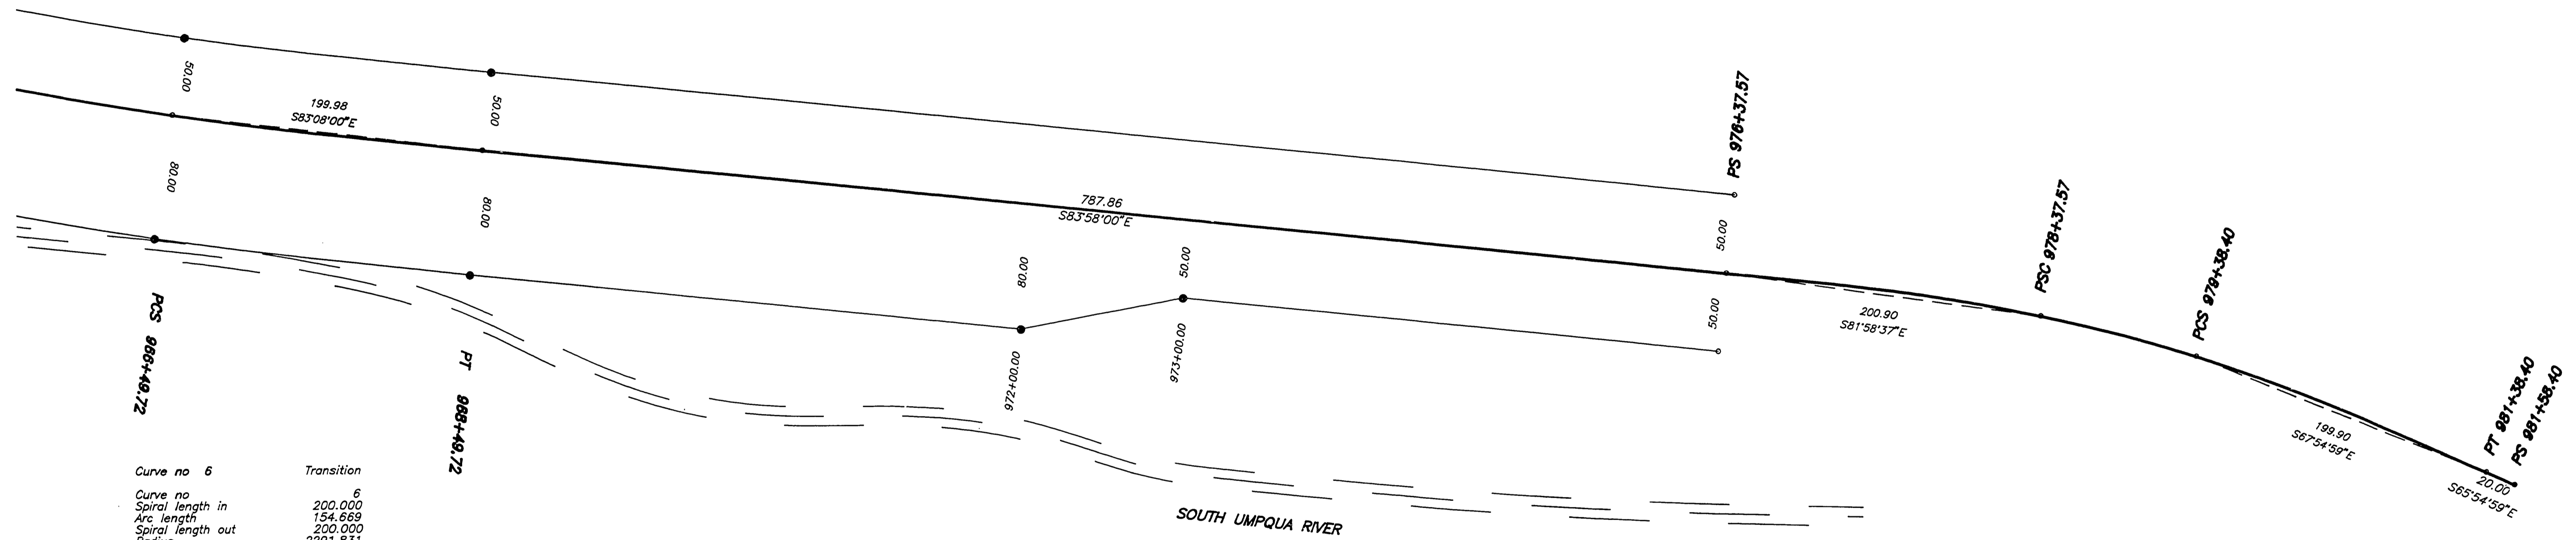 50.00
50.00
199.98
S83°08'00"E
80.00
80.00
787.86
S83°58'00"E
PS 976+37.57
50.00
50.00
80.00
50.00
PSC 978+37.57
200.90
S81°58'37"E
PCS 979+38.40
199.90
S67°54'59"E
PT 981+38.40
PS 981+58.40
20.00
S65°54'59"E
PCS 966+49.72
PT 968+49.72
972+00.00
973+00.00
SOUTH UMPQUA RIVER
Curve no 6 Transition
Curve no 6
Spiral length in 200.000
Arc length 154.669
Spiral length out 200.000